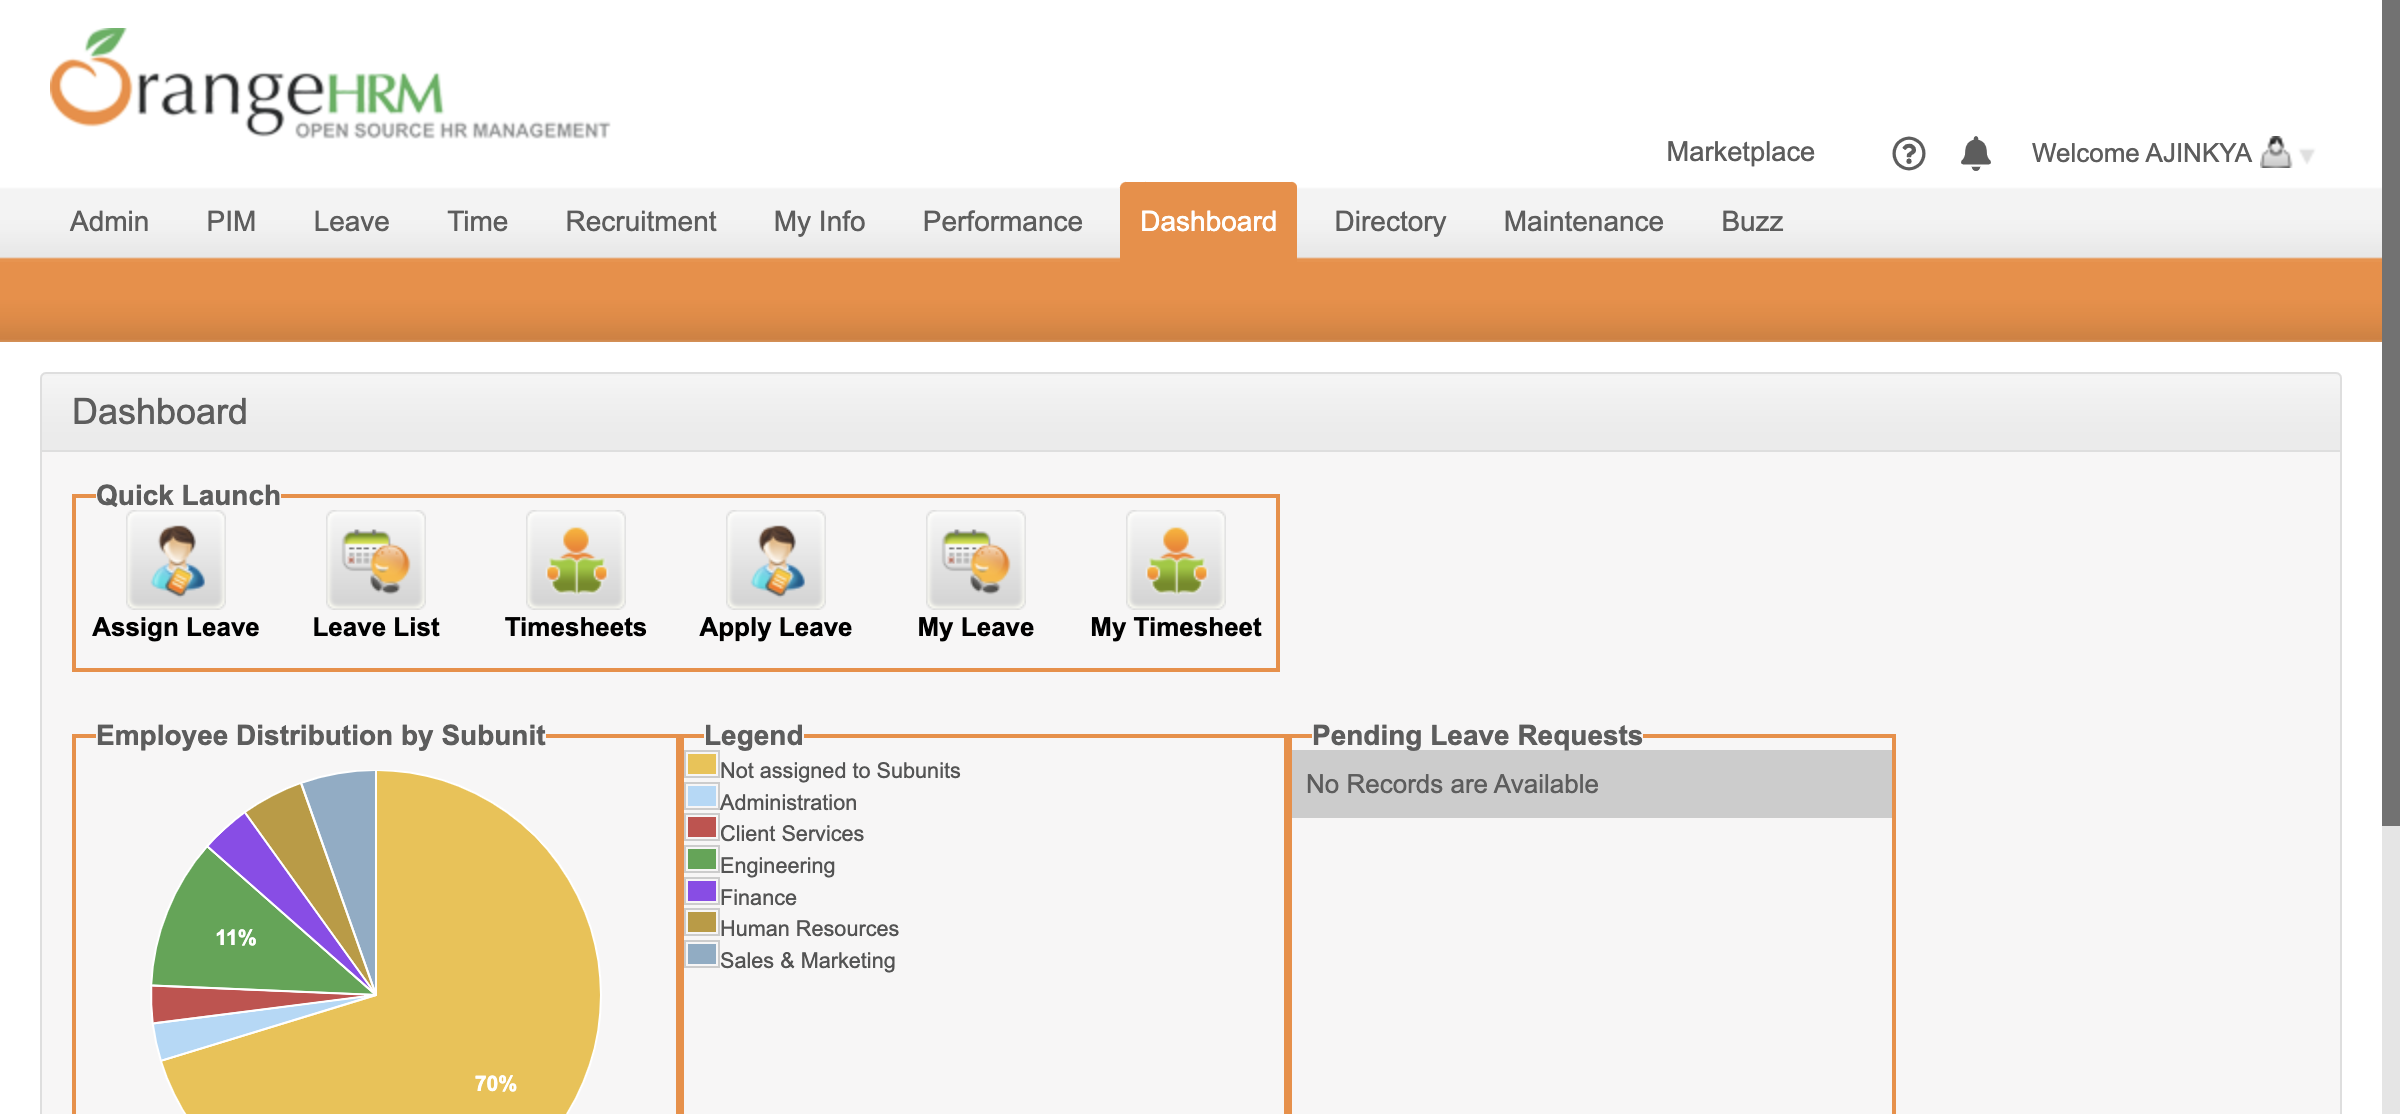 OrangeHRM
OPEN SOURCE HR MANAGEMENT
Marketplace ? Welcome AJINKYA
Admin PIM Leave Time Recruitment My Info Performance Dashboard Directory Maintenance Buzz
Dashboard
Quick Launch
Assign Leave Leave List Timesheets Apply Leave My Leave My Timesheet
Employee Distribution by Subunit
11%
70%
Legend
Not assigned to Subunits
Administration
Client Services
Engineering
Finance
Human Resources
Sales & Marketing
Pending Leave Requests
No Records are Available